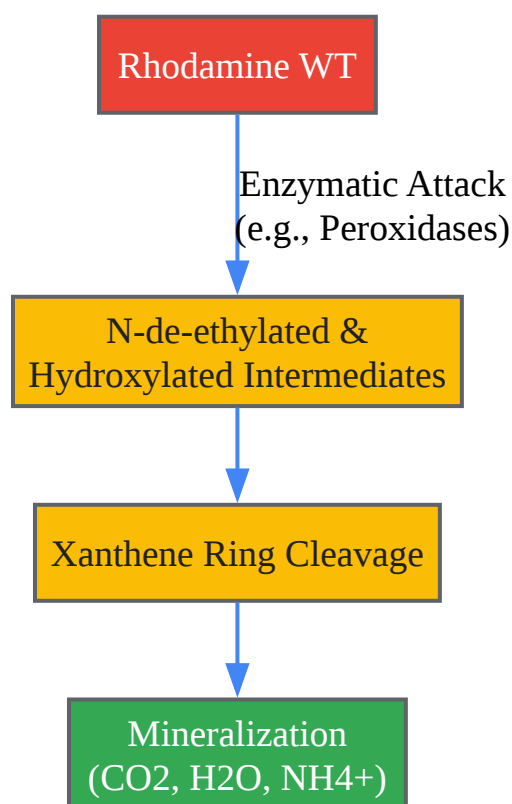 Rhodamine WT
Enzymatic Attack
(e.g., Peroxidases)
N-de-ethylated &
Hydroxylated Intermediates
Xanthene Ring Cleavage
Mineralization
(CO2, H2O, NH4+)